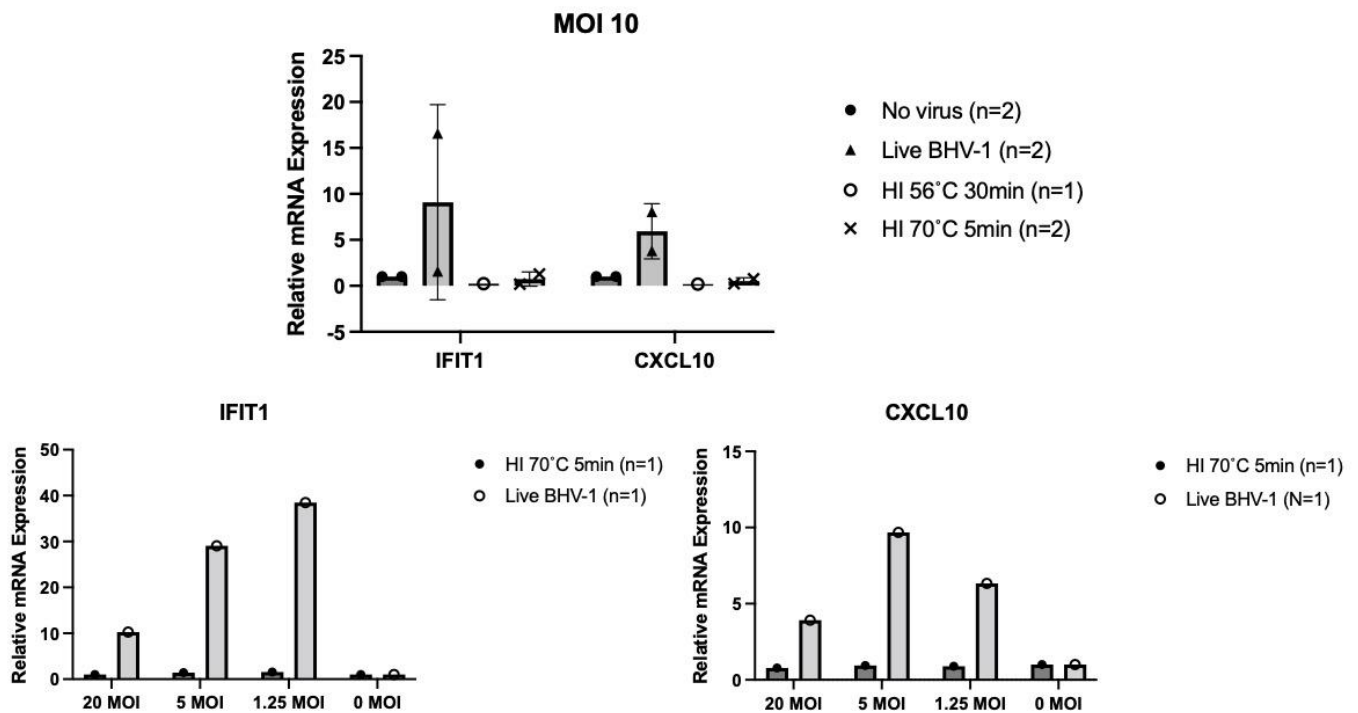 MOI 10
Relative mRNA Expression
25
20
15
10
5
0
-5
IFIT1
CXCL10
No virus (n=2)
Live BHV-1 (n=2)
HI 56˚C 30min (n=1)
HI 70˚C 5min (n=2)
IFIT1
Relative mRNA Expression
50
40
30
20
10
0
20 MOI
5 MOI
1.25 MOI
0 MOI
HI 70˚C 5min (n=1)
Live BHV-1 (n=1)
CXCL10
Relative mRNA Expression
15
10
5
0
20 MOI
5 MOI
1.25 MOI
0 MOI
HI 70˚C 5min (n=1)
Live BHV-1 (N=1)